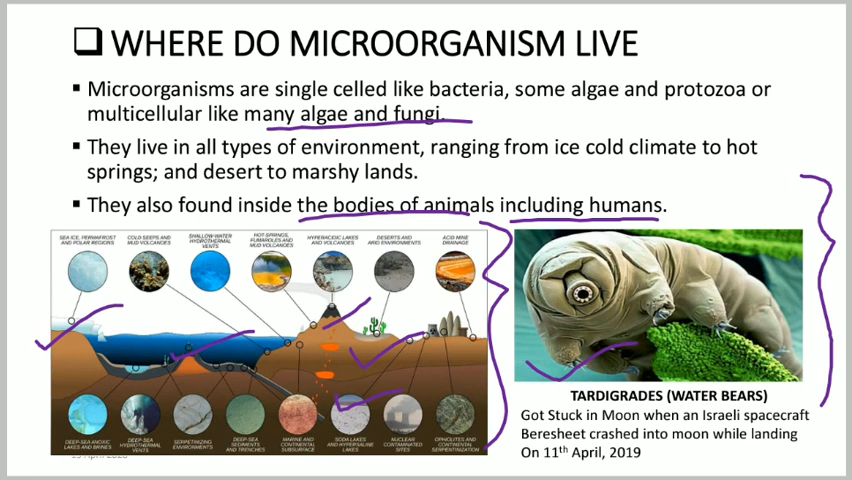 WHERE DO MICROORGANISM LIVE
▪ Microorganisms are single celled like bacteria, some algae and protozoa or
multicellular like many algae and fungi.
▪ They live in all types of environment, ranging from ice cold climate to hot
springs; and desert to marshy lands.
▪ They also found inside the bodies of animals including humans.
SEA ICE, PERMAFROST
AND POLAR REGIONS
COLD SEEPS AND
MUD VOLCANOES
SHALLOW-WATER
HYDROTHERMAL
VENTS
HOT-SPRINGS,
FUMAROLES AND
MUD VOLCANOES
HYPERACIDIC LAKES
AND VOLCANOES
DESERTS AND
ARID ENVIRONMENTS
ACID MINE
DRAINAGE
DEEP-SEA ANOXIC
LAKES AND BRINES
DEEP-SEA
HYDROTHERMAL
VENTS
SERPETINIZING
ENVIRONMENTS
DEEP-SEA
SEDIMENTS
AND TRENCHES
MARINE AND
CONTINENTAL
SUBSURFACE
SODA LAKES
AND HYPERSALINE
LAKES
NUCLEAR
CONTAMINATED
SITES
OPHIOLITES AND
CONTINENTAL
SERPENTINIZATION
TARDIGRADES (WATER BEARS)
Got Stuck in Moon when an Israeli spacecraft
Beresheet crashed into moon while landing
On 11th April, 2019